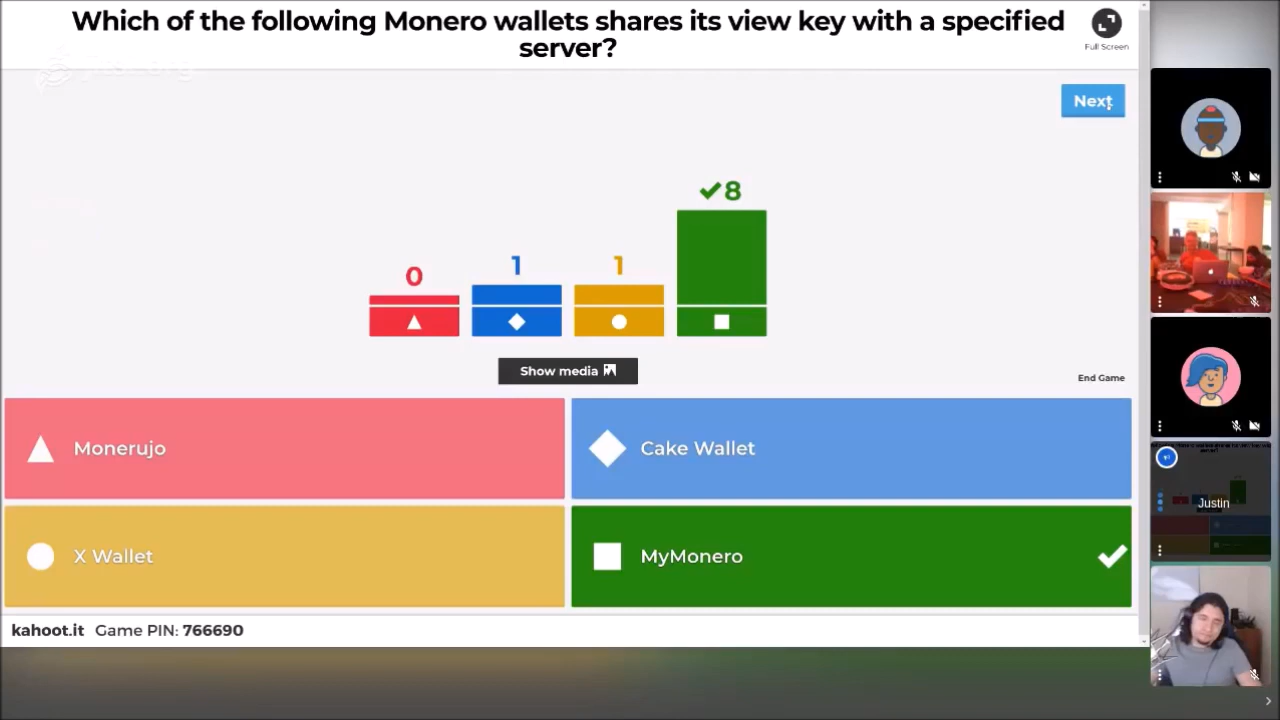 Which of the following Monero wallets shares its view key with a specified
server?
Full Screen
Next
0
1
1
8
Show media
End Game
Monerujo
Cake Wallet
X Wallet
MyMonero
kahoot.it Game PIN: 766690
Justin